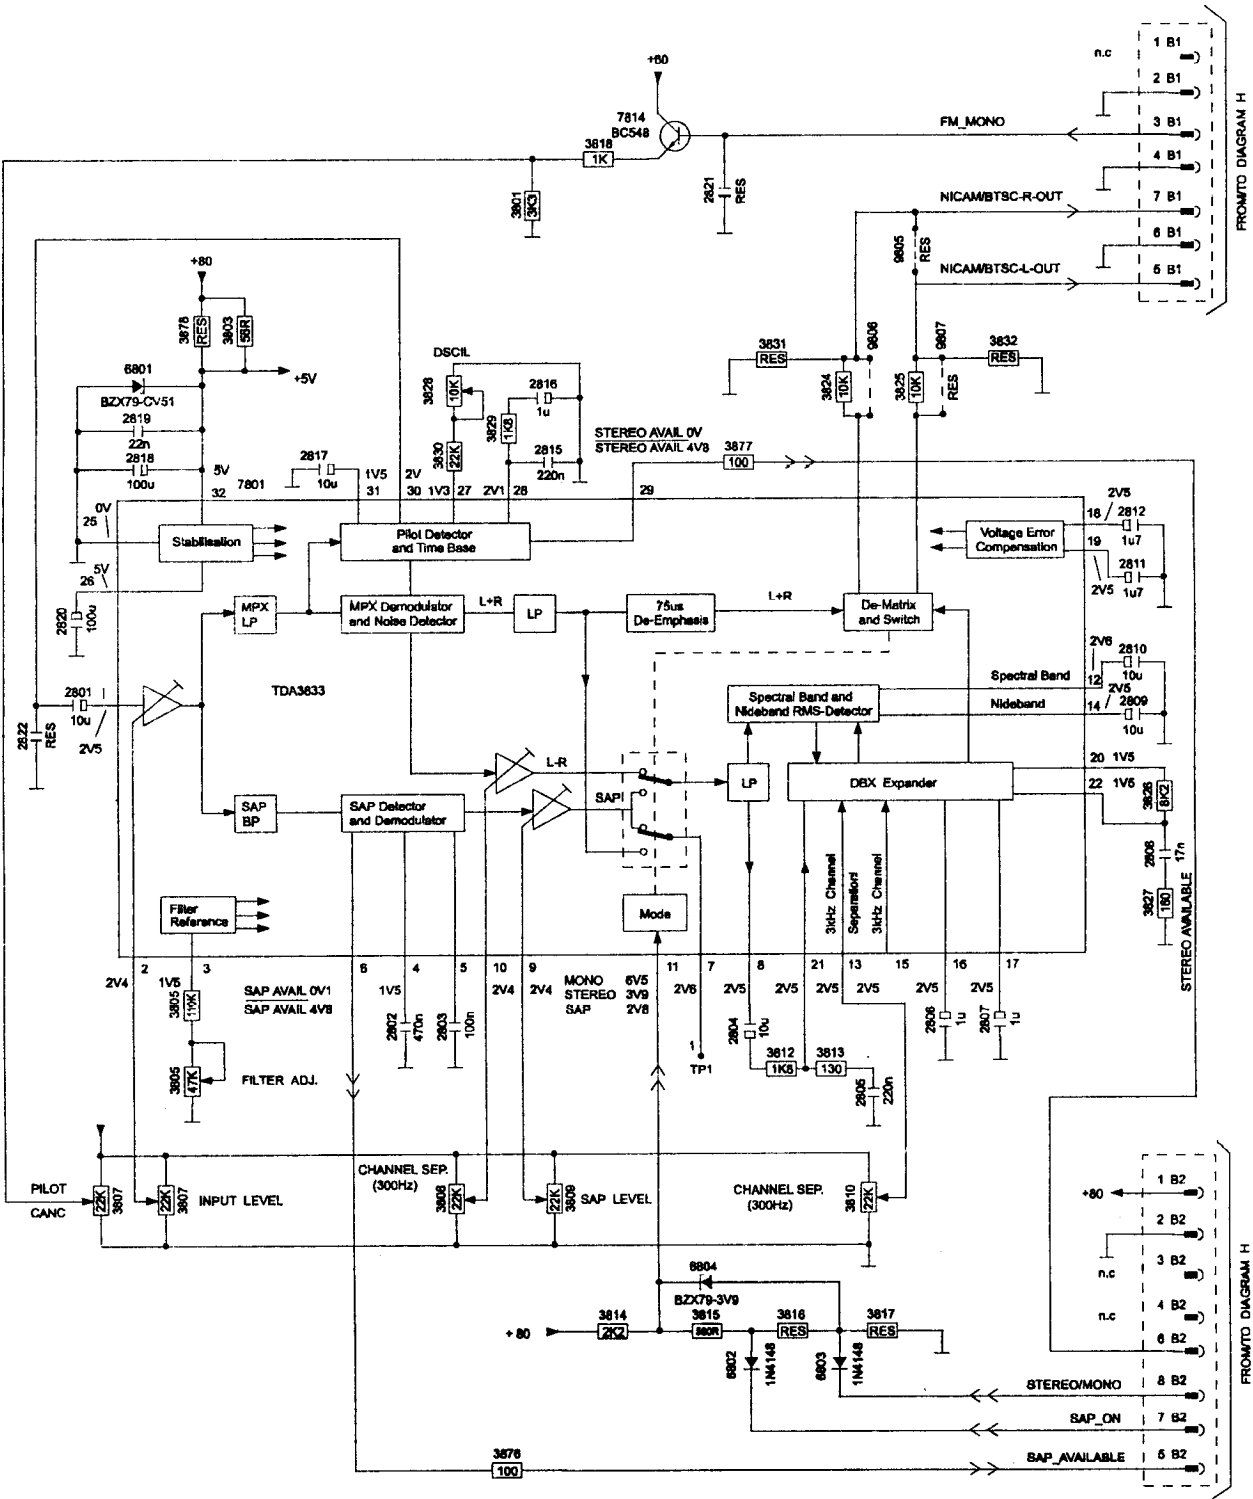 1 B1
n.c
2 B1
3 B1
FM_MONO
4 B1
7 B1
NICAM/BTSC-R-OUT
6 B1
5 B1
NICAM/BTSC-L-OUT
FROM/TO DIAGRAM H
+80
7814
BC548
3818
1K
3801
3K3
2821
RES
9805
RES
3831
RES
9806
9807
3832
RES
3824
10K
3825
10K
RES
+80
3878
RES
3803
56R
+5V
6801
BZX79-CV51
2819
22n
2818
100u
5V
32
7801
2817
10u
1V5
31
2V
30
1V3
27
2V1
28
29
DSCIL
3828
10K
3830
22K
3829
1K8
2816
1u
2815
220n
STEREO AVAIL 0V
STEREO AVAIL 4V8
3877
100
0V
25
Stabilisation
Pilot Detector
and Time Base
Voltage Error
Compensation
18
2V5
2812
1u7
19
2V5
2811
1u7
5V
26
2820
100u
MPX
LP
MPX Demodulator
and Noise Detector
L+R
LP
75us
De-Emphasis
L+R
De-Matrix
and Switch
TDA3833
2801
10u
1
2V5
2822
RES
Spectral Band and
Nideband RMS-Detector
Spectral Band
12
2V6
2810
10u
Nideband
14
2V5
2809
10u
L-R
SAP
LP
DBX Expander
20 1V5
22 1V5
3826
8K2
SAP
BP
SAP Detector
and Demodulator
2808
17n
3827
180
STEREO AVAILABLE
3kHz Channel
Separation!
3kHz Channel
Filter
Reference
Mode
2
2V4
3
1V5
6
4
1V5
5
10
2V4
9
2V4
11
7
2V6
8
2V5
21
2V5
13
2V5
15
2V5
16
2V5
17
2V5
MONO 6V5
STEREO 3V9
SAP 2V8
SAP AVAIL 0V1
SAP AVAIL 4V8
3805
110K
3805
47K
FILTER ADJ.
2802
470n
2803
100n
1
TP1
2804
10u
3812
1K6
3813
130
2805
220n
2806
1u
2807
1u
PILOT
CANC
22K
3807
22K
3807
INPUT LEVEL
CHANNEL SEP.
(300Hz)
3808
22K
22K
3809
SAP LEVEL
CHANNEL SEP.
(300Hz)
3810
22K
6804
BZX79-3V9
+80
3814
2K2
3815
3816
RES
3817
RES
6802
1N4148
6803
1N4148
+80
1 B2
2 B2
3 B2
n.c
4 B2
n.c
6 B2
STEREO/MONO
8 B2
SAP_ON
7 B2
SAP_AVAILABLE
5 B2
3876
100
FROM/TO DIAGRAM H